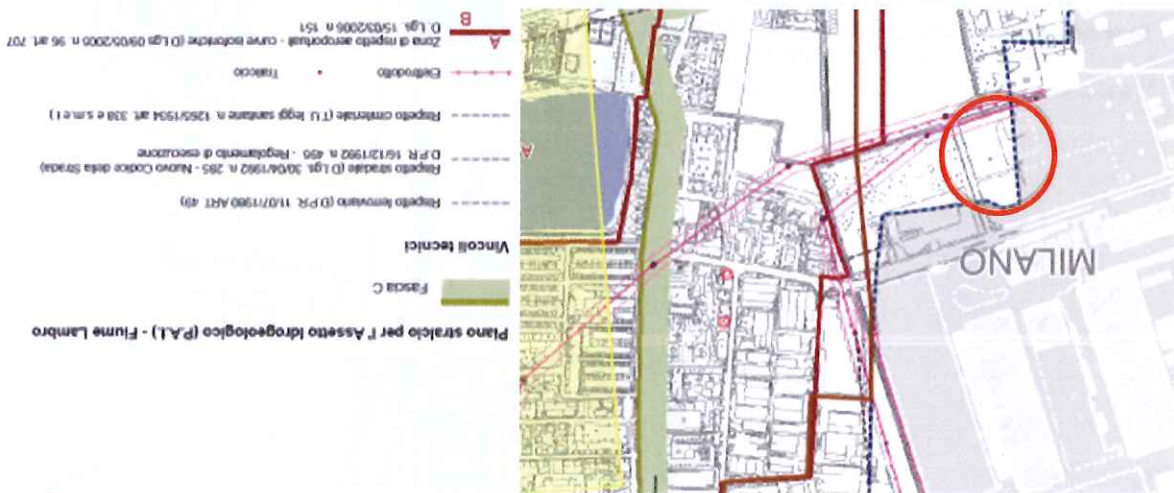 Piano stralcio per l' Assetto Idrogeologico (P.A.I.) - Fiume Lambro
Fascia C
Vincoli tecnici
Rispetto ferroviario (D.P.R. 11/07/1980 ART 49)
Rispetto stradale (D.Lgs. 30/04/1992 n. 285 - Nuovo Codice della Strada)
D.P.R. 16/12/1992 n. 495 - Regolamento di esecuzione
Rispetto cimiteriale (T.U. leggi sanitarie n. 1265/1934 art. 338 e s.m.e i.)
Elettrodotto
Traliccio
Zona di rispetto aeroportuali - curve isofoniche (D.Lgs 09/05/2005 n. 96 art. 707
D. Lgs. 15/03/2006 n. 151
A
B
MILANO
A